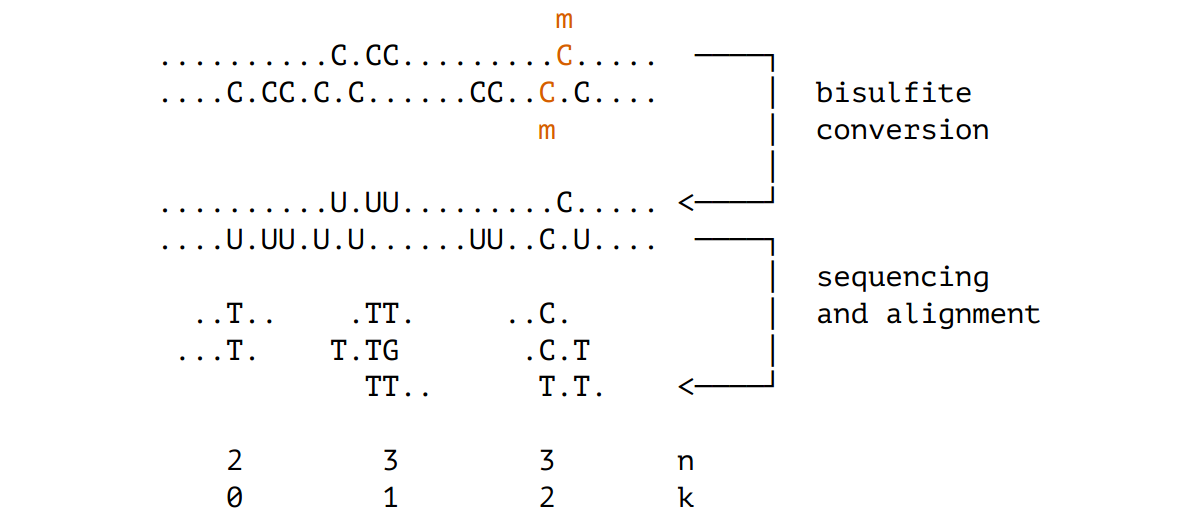 m
..........C.CC.........C.....
....C.CC.C.C......CC..C.C....
bisulfite
m
conversion
..........U.UU.........C.....
....U.UU.U.U......UU..C.U....
sequencing
..T.. .TT. ..C.
and alignment
...T. T.TG .C.T
TT.. T.T.
2 3 3 n
0 1 2 k